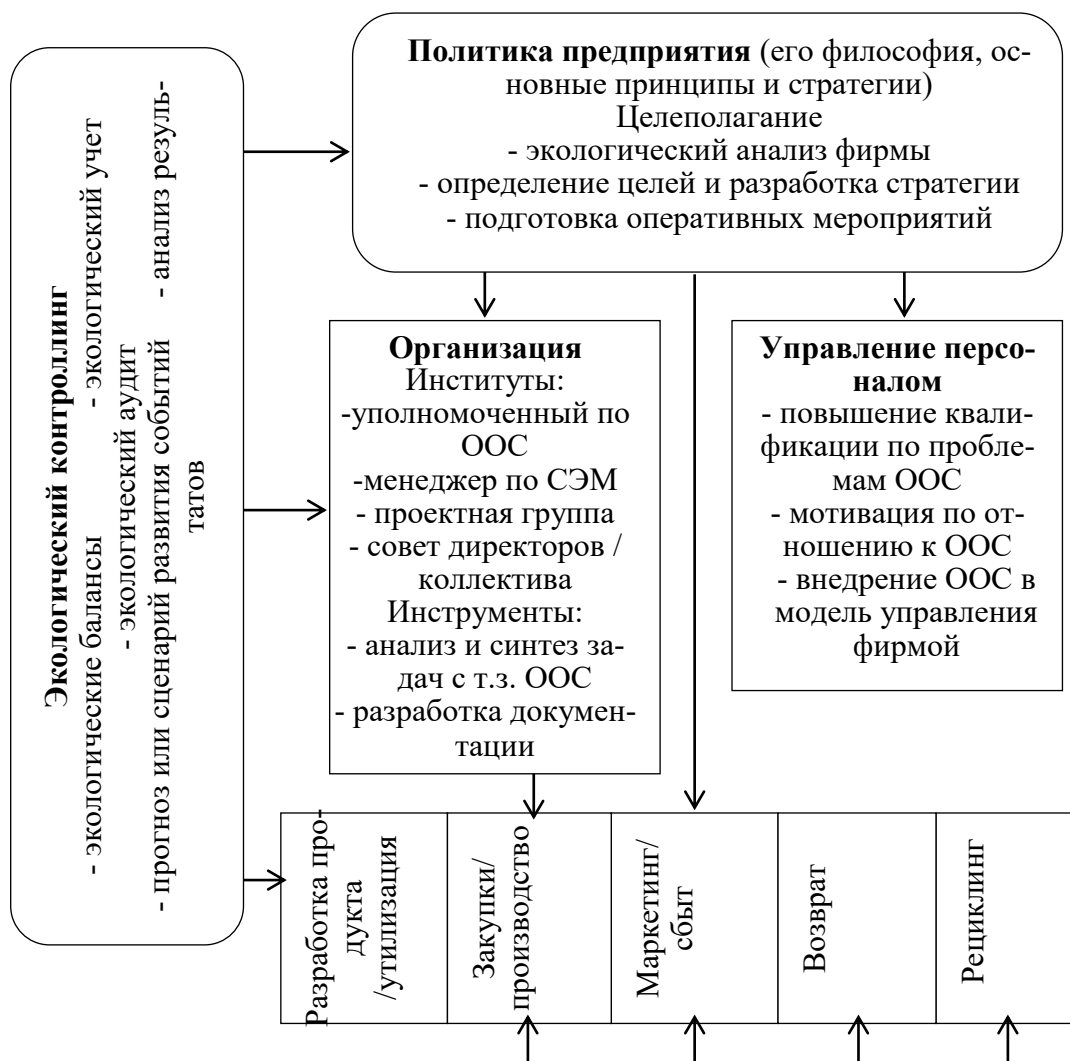 Экологический контроллинг
- экологические балансы - экологический учет
- экологический аудит
- прогноз или сценарий развития событий - анализ резуль-
татов
Политика предприятия (его философия, ос-
новные принципы и стратегии)
Целеполагание
- экологический анализ фирмы
- определение целей и разработка стратегии
- подготовка оперативных мероприятий
Организация
Институты:
-уполномоченный по
ООС
-менеджер по СЭМ
- проектная группа
- совет директоров /
коллектива
Инструменты:
- анализ и синтез за-
дач с т.з. ООС
- разработка докумен-
тации
Управление персо-
налом
- повышение квали-
фикации по пробле-
мам ООС
- мотивация по от-
ношению к ООС
- внедрение ООС в
модель управления
фирмой
Разработка про-
дукта
/утилизация
Закупки/
производство
Маркетинг/
сбыт
Возврат
Рециклинг